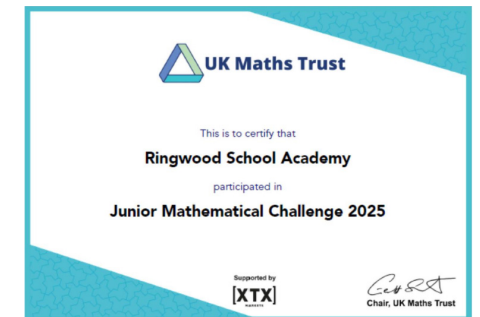 UK Maths Trust
This is to certify that
Ringwood School Academy
participated in
Junior Mathematical Challenge 2025
Supported by
[XTX]
MARKETS
Chair, UK Maths Trust